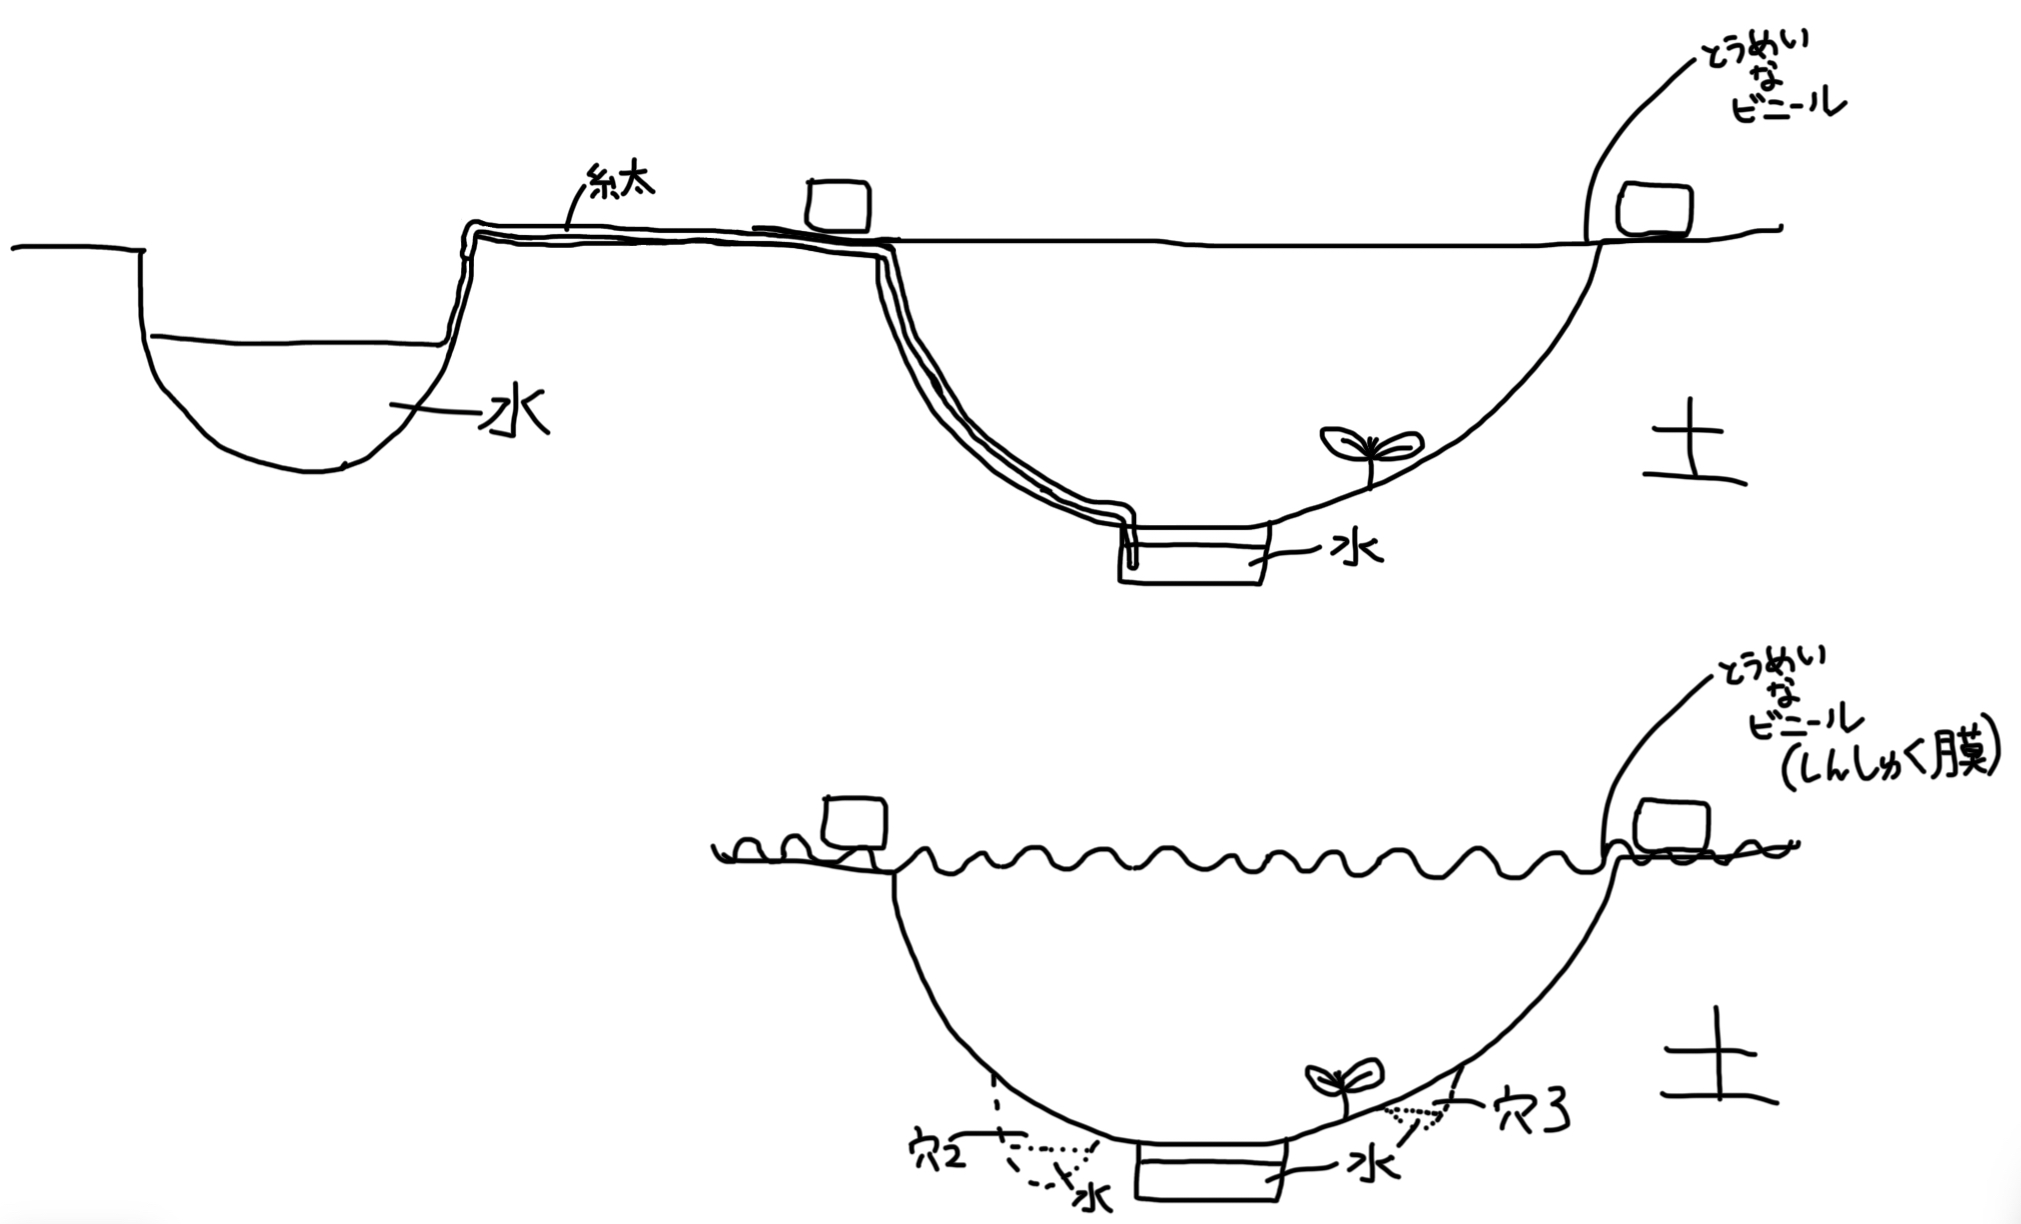 とうめい
な
ビニール
糸太
水
土
水
とうめい
な
ビニール
(しんしゅく膜)
土
穴3
穴2
水
水